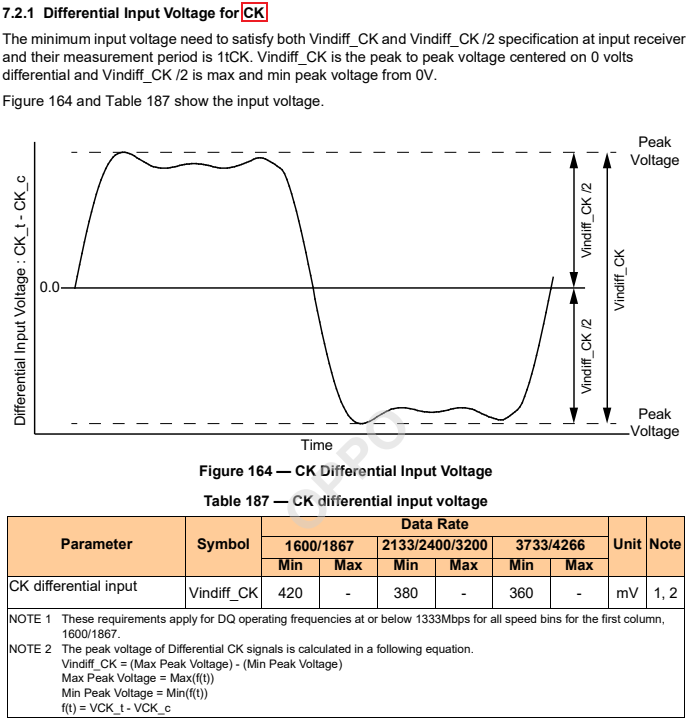 7.2.1 Differential Input Voltage for CK
The minimum input voltage need to satisfy both Vindiff_CK and Vindiff_CK /2 specification at input receiver
and their measurement period is 1tCK. Vindiff_CK is the peak to peak voltage centered on 0 volts
differential and Vindiff_CK /2 is max and min peak voltage from 0V.
Figure 164 and Table 187 show the input voltage.
Peak
Voltage
Differential Input Voltage : CK_t - CK_c
0.0
Vindiff_CK /2
Vindiff_CK
Vindiff_CK /2
Peak
Voltage
Time
OPPO
Figure 164 — CK Differential Input Voltage
Table 187 — CK differential input voltage
Parameter Symbol Data Rate Unit Note
1600/1867 2133/2400/3200 3733/4266
Min Max Min Max Min Max
CK differential input Vindiff_CK 420 - 380 - 360 - mV 1, 2
NOTE 1 These requirements apply for DQ operating frequencies at or below 1333Mbps for all speed bins for the first column,
1600/1867.
NOTE 2 The peak voltage of Differential CK signals is calculated in a following equation.
Vindiff_CK = (Max Peak Voltage) - (Min Peak Voltage)
Max Peak Voltage = Max(f(t))
Min Peak Voltage = Min(f(t))
f(t) = VCK_t - VCK_c